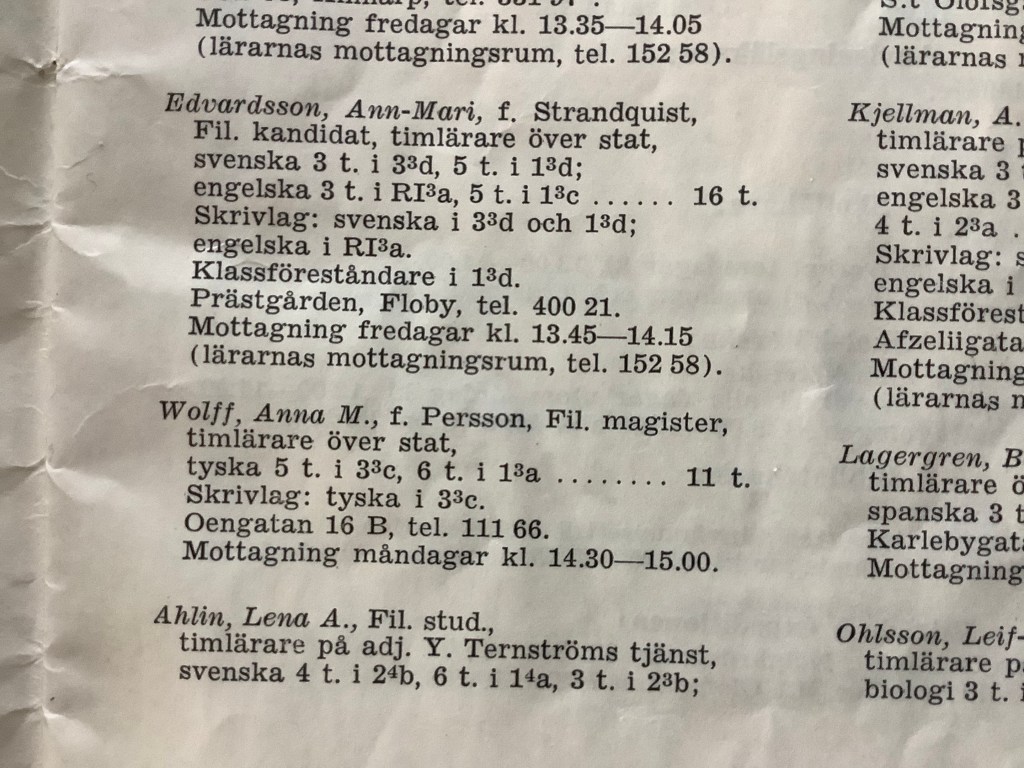 Mottagning fredagar kl. 13.35—14.05
(lärarnas mottagningsrum, tel. 152 58).
Edvardsson, Ann-Mari, f. Strandquist,
Fil. kandidat, timlärare över stat,
svenska 3 t. i 3³d, 5 t. i 1³d;
engelska 3 t. i RI³a, 5 t. i 1³c ...... 16 t.
Skrivlag: svenska i 3³d och 1³d;
engelska i RI³a.
Klassföreståndare i 1³d.
Prästgården, Floby, tel. 400 21.
Mottagning fredagar kl. 13.45—14.15
(lärarnas mottagningsrum, tel. 152 58).
Wolff, Anna M., f. Persson, Fil. magister,
timlärare över stat,
tyska 5 t. i 3³c, 6 t. i 1³a ........ 11 t.
Skrivlag: tyska i 3³c.
Oengatan 16 B, tel. 111 66.
Mottagning måndagar kl. 14.30—15.00.
Ahlin, Lena A., Fil. stud.,
timlärare på adj. Y. Ternströms tjänst,
svenska 4 t. i 2⁴b, 6 t. i 1⁴a, 3 t. i 2³b;
Mottagning
(lärarnas
Kjellman, A.
timlärare
svenska 3
engelska 3
4 t. i 2³a .
Skrivlag:
engelska i
Klassförest
Afzeliigata
Mottagning
(lärarnas
Lagergren, B
timlärare ö
spanska 3 t
Karlebygat
Mottagning
Ohlsson, Leif-
timlärare p
biologi 3 t. i